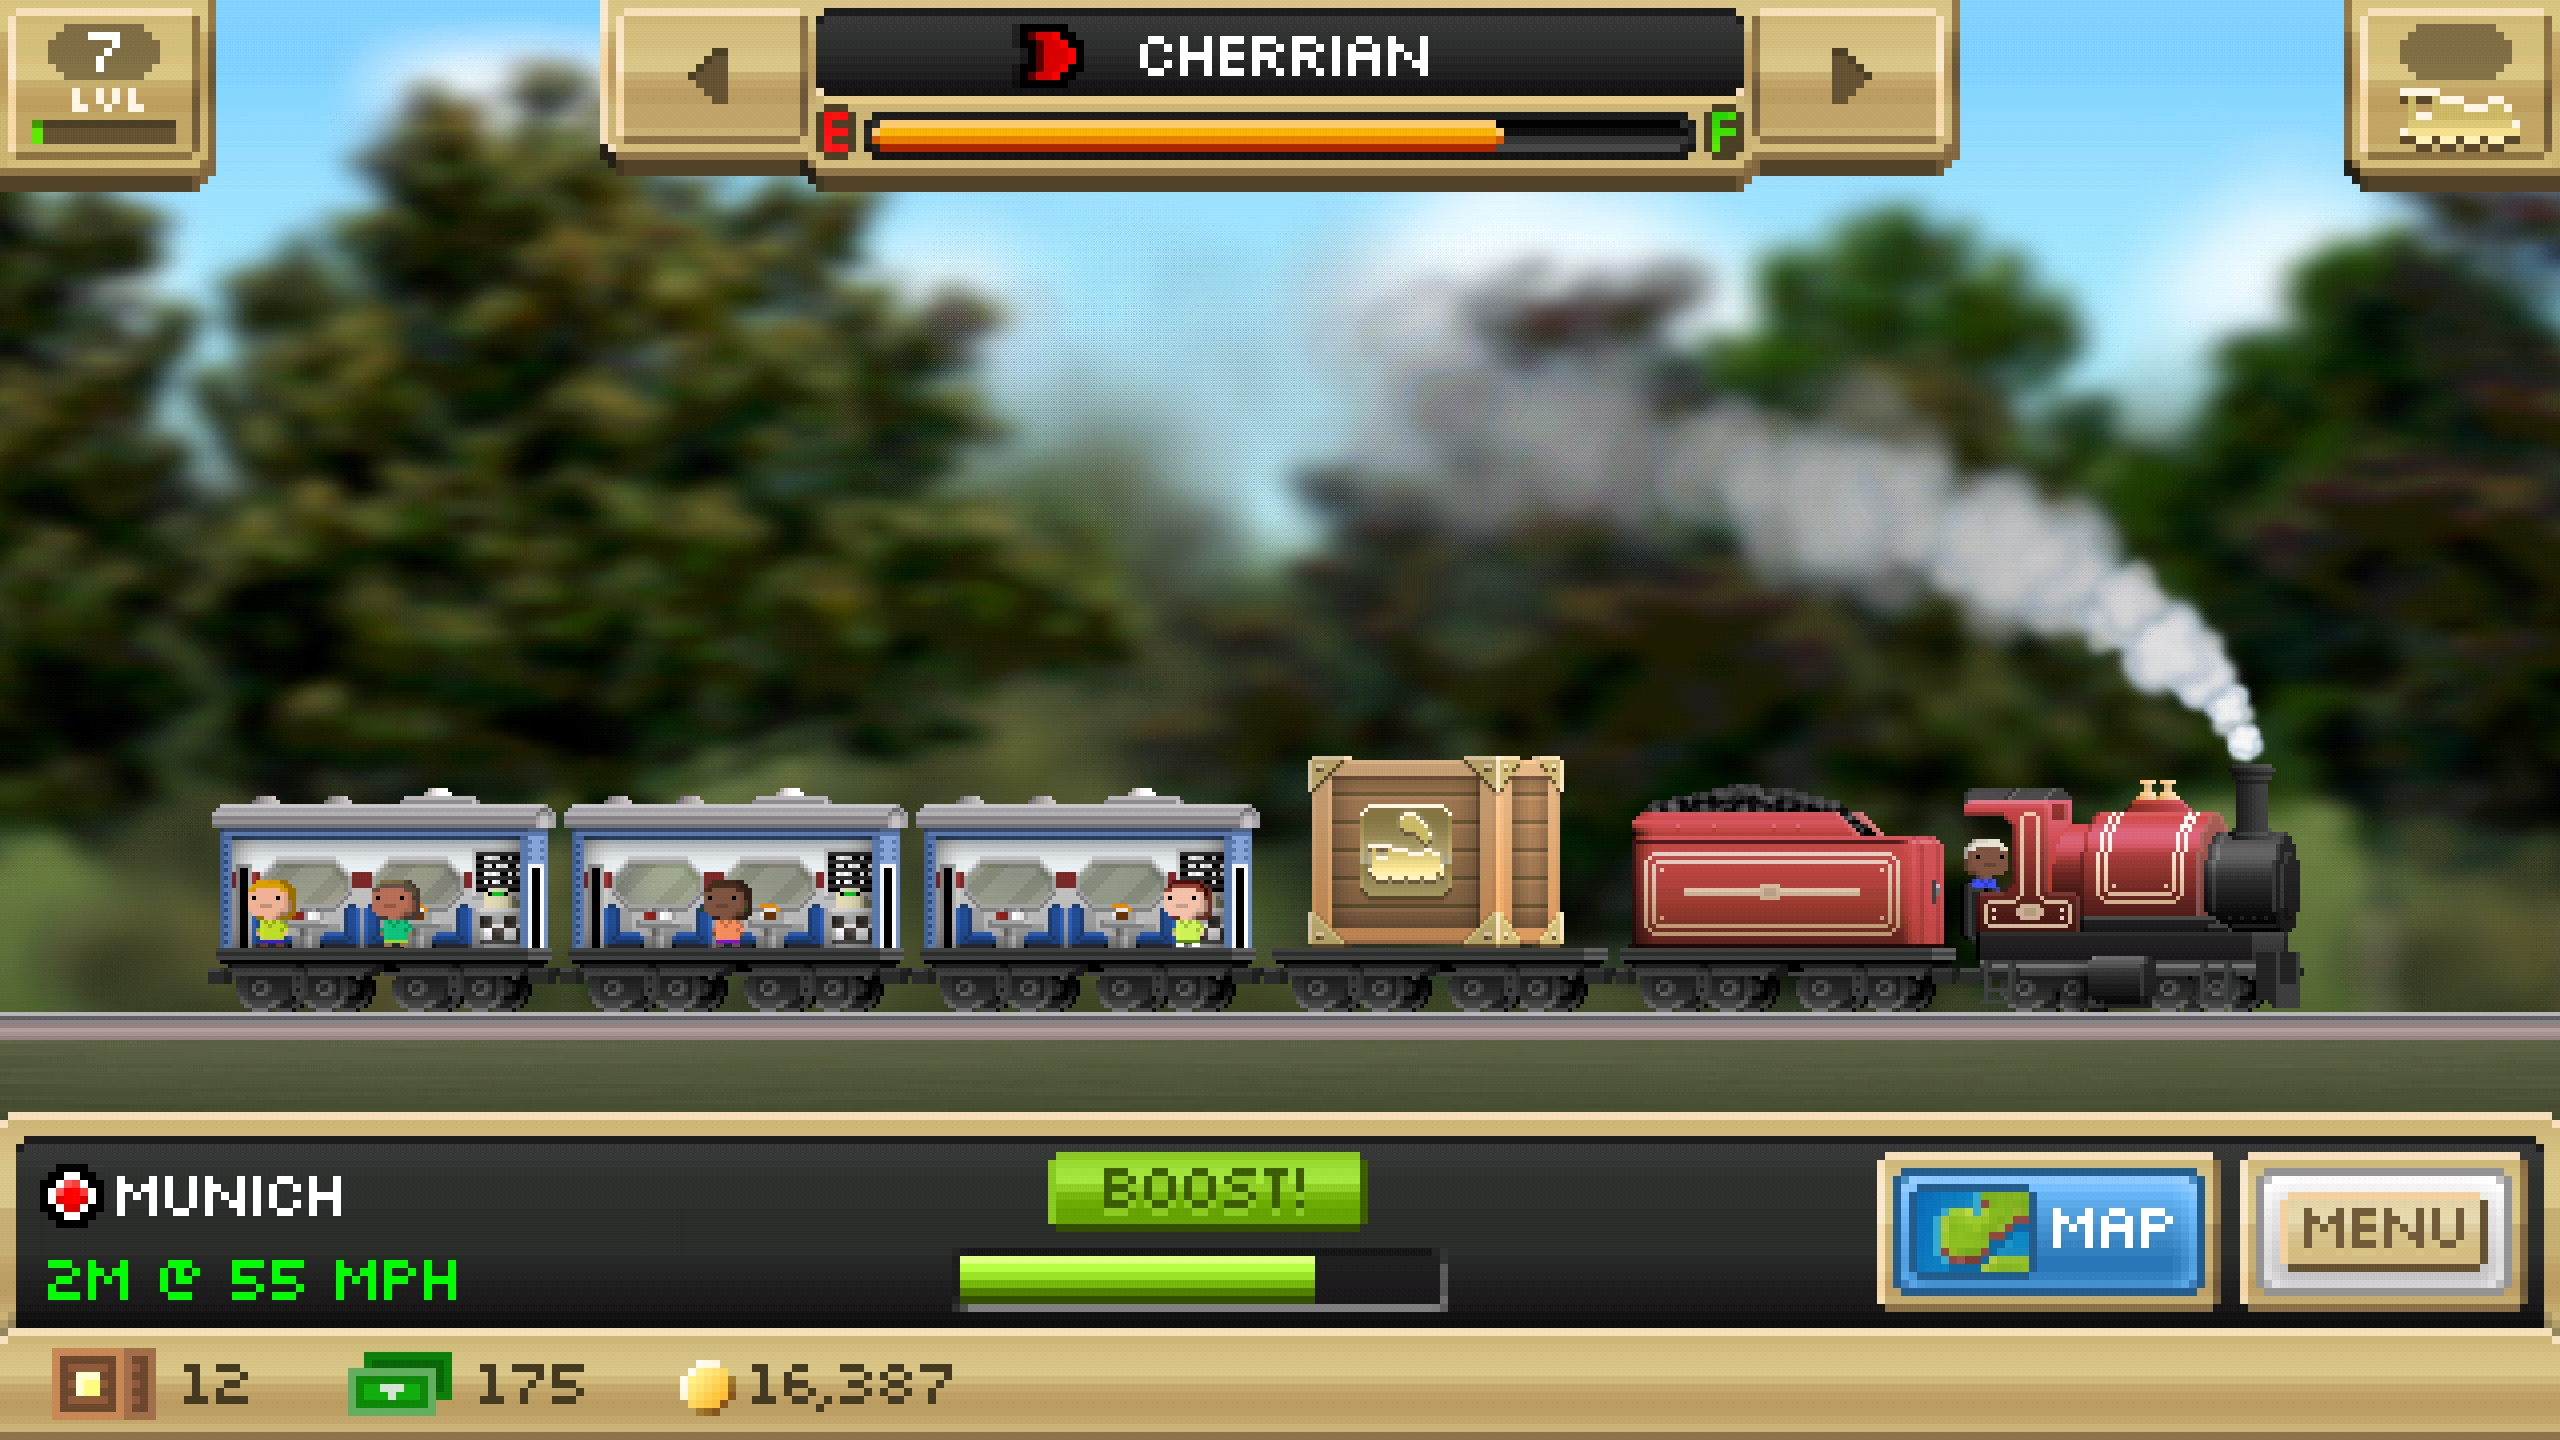 7
LVL
CHERRIAN
E F
MUNICH
2M @ 55 MPH
BOOST!
MAP
MENU
12
175
16,387